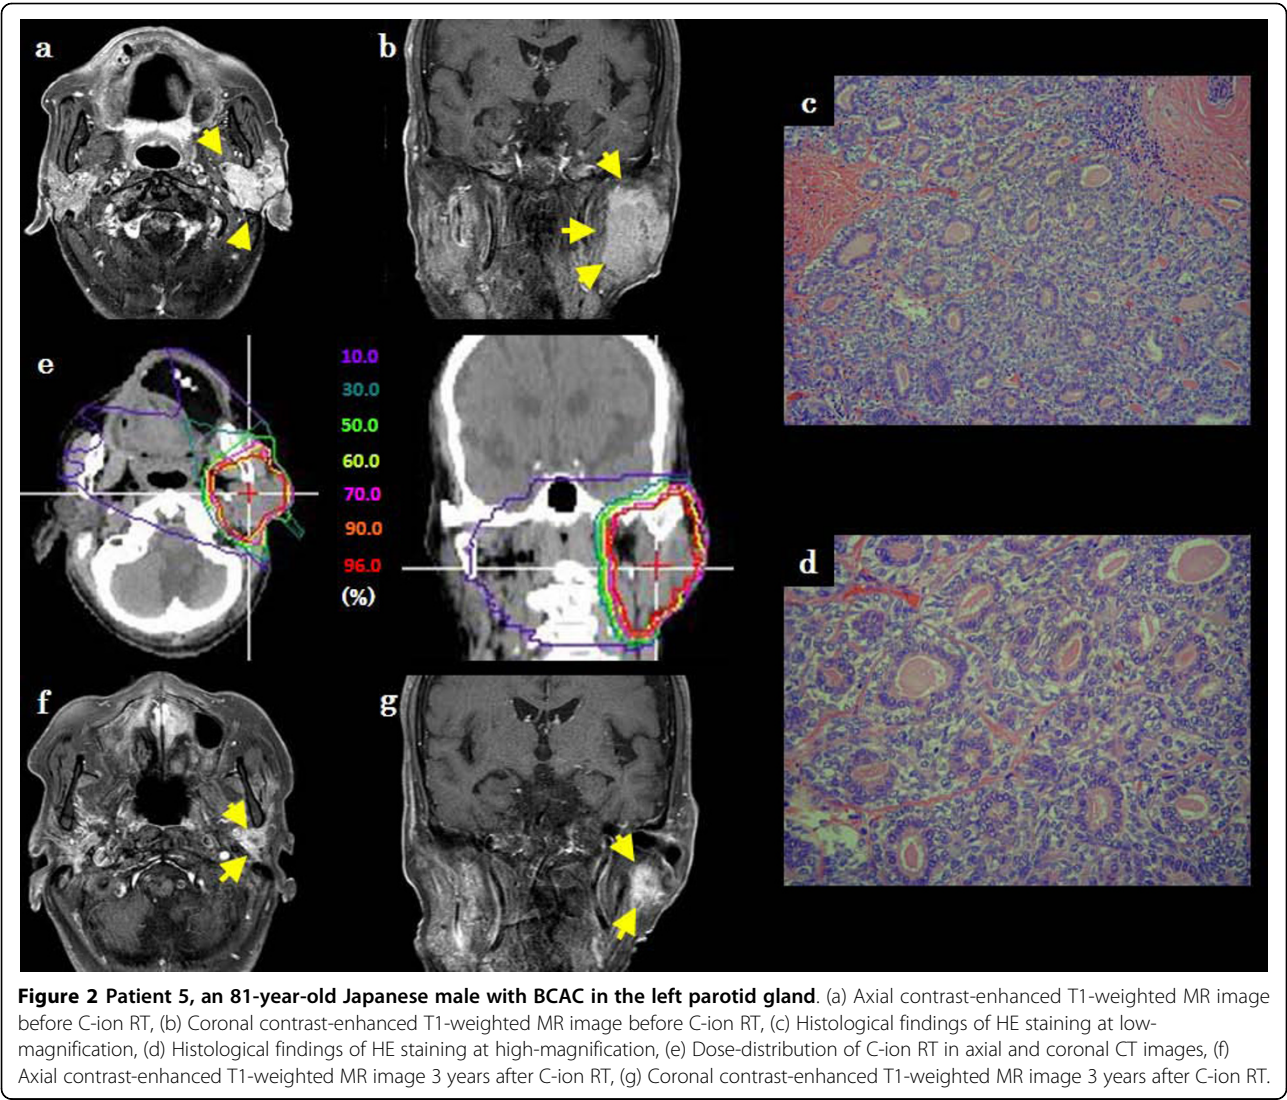 a
b
c
e
10.0
30.0
50.0
60.0
70.0
90.0
96.0
(%)
d
f
g
Figure 2 Patient 5, an 81-year-old Japanese male with BCAC in the left parotid gland. (a) Axial contrast-enhanced T1-weighted MR image
before C-ion RT, (b) Coronal contrast-enhanced T1-weighted MR image before C-ion RT, (c) Histological findings of HE staining at low-
magnification, (d) Histological findings of HE staining at high-magnification, (e) Dose-distribution of C-ion RT in axial and coronal CT images, (f)
Axial contrast-enhanced T1-weighted MR image 3 years after C-ion RT, (g) Coronal contrast-enhanced T1-weighted MR image 3 years after C-ion RT.